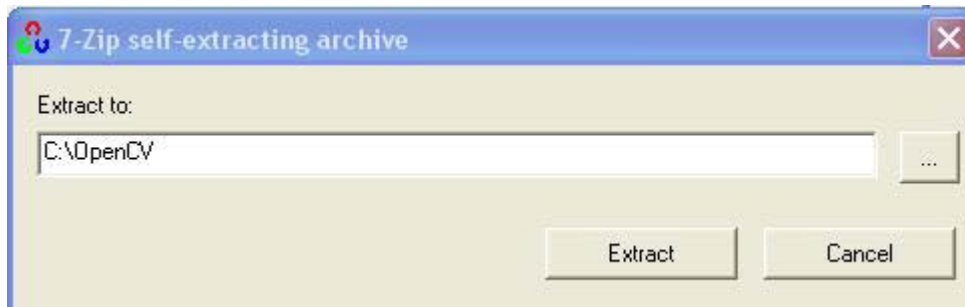 7-Zip self-extracting archive
Extract to:
C:\OpenCV
...
Extract
Cancel